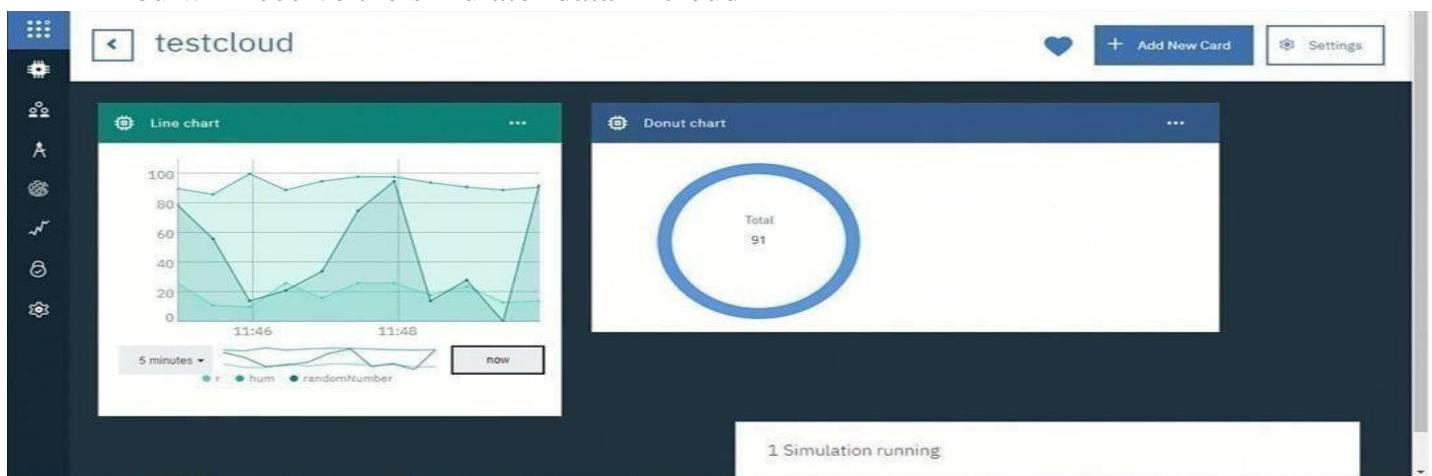 testcloud
+ Add New Card
Settings
Line chart
Donut chart
100
80
60
40
20
0
11:46
11:48
5 minutes
now
r hum randomNumber
Total
91
1 Simulation running